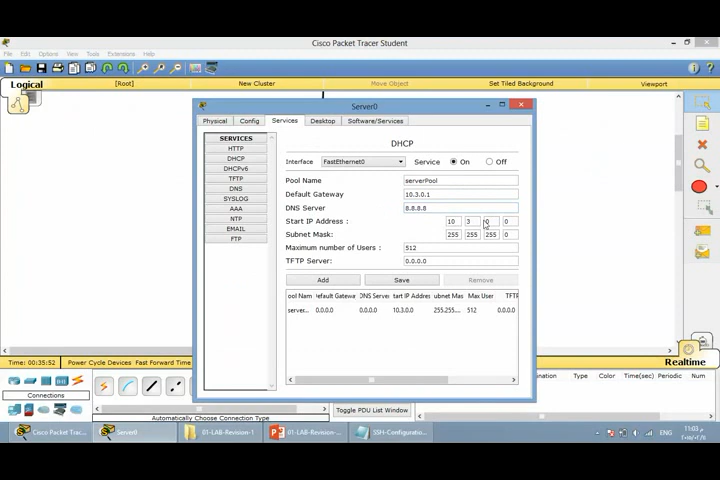 Cisco Packet Tracer Student
File Edit Options View Tools Extensions Help
Logical [Root] New Cluster Move Object Set Tiled Background Viewport
Server0
Physical Config Services Desktop Software/Services
SERVICES
HTTP
DHCP
DHCPv6
TFTP
DNS
SYSLOG
AAA
NTP
EMAIL
FTP
DHCP
Interface FastEthernet0 Service On Off
Pool Name serverPool
Default Gateway 10.3.0.1
DNS Server 8.8.8.8
Start IP Address : 10 3 0 0
Subnet Mask: 255 255 255 0
Maximum number of Users : 512
TFTP Server: 0.0.0.0
Add Save Remove
ool Name efault Gateway DNS Server tart IP Addres ubnet Mas Max User TFTP
server... 0.0.0.0 0.0.0.0 10.3.0.0 255.255.... 512 0.0.0.0
Time: 00:35:52 Power Cycle Devices Fast Forward Time
Realtime
Connections
Automatically Choose Connection Type
Toggle PDU List Window
ination Type Color Time(sec) Periodic
Cisco Packet Trac... Server0 01-LAB-Revision-1 01-LAB-Revision-... SSH-Configuratio...
ENG
11:03 م